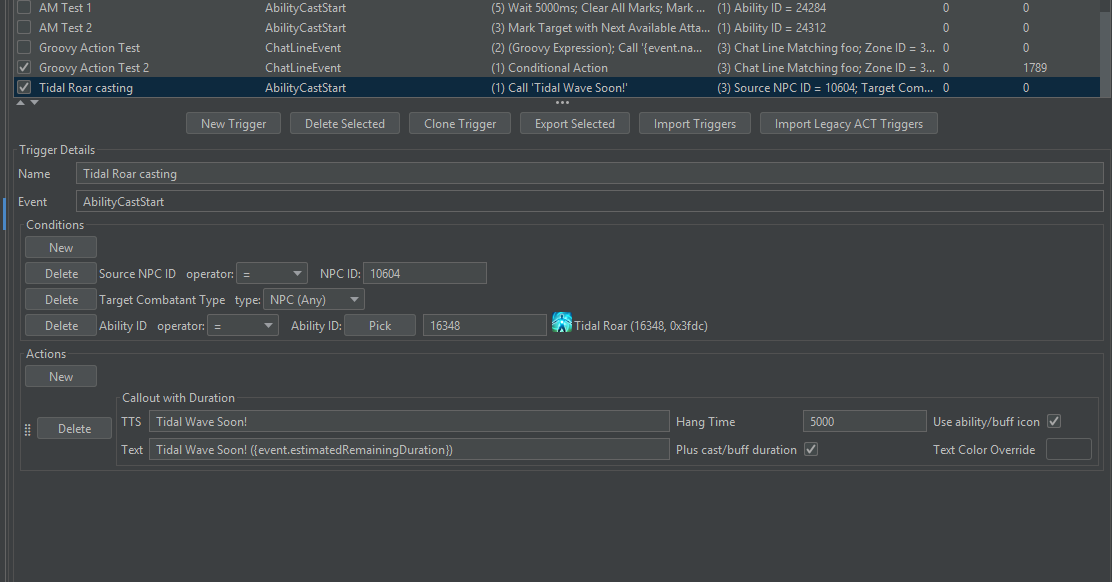 AM Test 1 AbilityCastStart (5) Wait 5000ms; Clear All Marks; Mark ... (1) Ability ID = 24284 0 0
AM Test 2 AbilityCastStart (3) Mark Target with Next Available Atta... (1) Ability ID = 24312 0 0
Groovy Action Test ChatLineEvent (2) (Groovy Expression); Call '{event.na... (3) Chat Line Matching foo; Zone ID = 3... 0 0
Groovy Action Test 2 ChatLineEvent (1) Conditional Action (3) Chat Line Matching foo; Zone ID = 3... 0 1789
Tidal Roar casting AbilityCastStart (1) Call 'Tidal Wave Soon!' (3) Source NPC ID = 10604; Target Com... 0 0
New Trigger Delete Selected Clone Trigger Export Selected Import Triggers Import Legacy ACT Triggers
Trigger Details
Name Tidal Roar casting
Event AbilityCastStart
Conditions
New
Delete Source NPC ID operator: = NPC ID: 10604
Delete Target Combatant Type type: NPC (Any)
Delete Ability ID operator: = Ability ID: Pick 16348 Tidal Roar (16348, 0x3fdc)
Actions
New
Callout with Duration
Delete
TTS Tidal Wave Soon! Hang Time 5000 Use ability/buff icon
Text Tidal Wave Soon! ({event.estimatedRemainingDuration}) Plus cast/buff duration Text Color Override